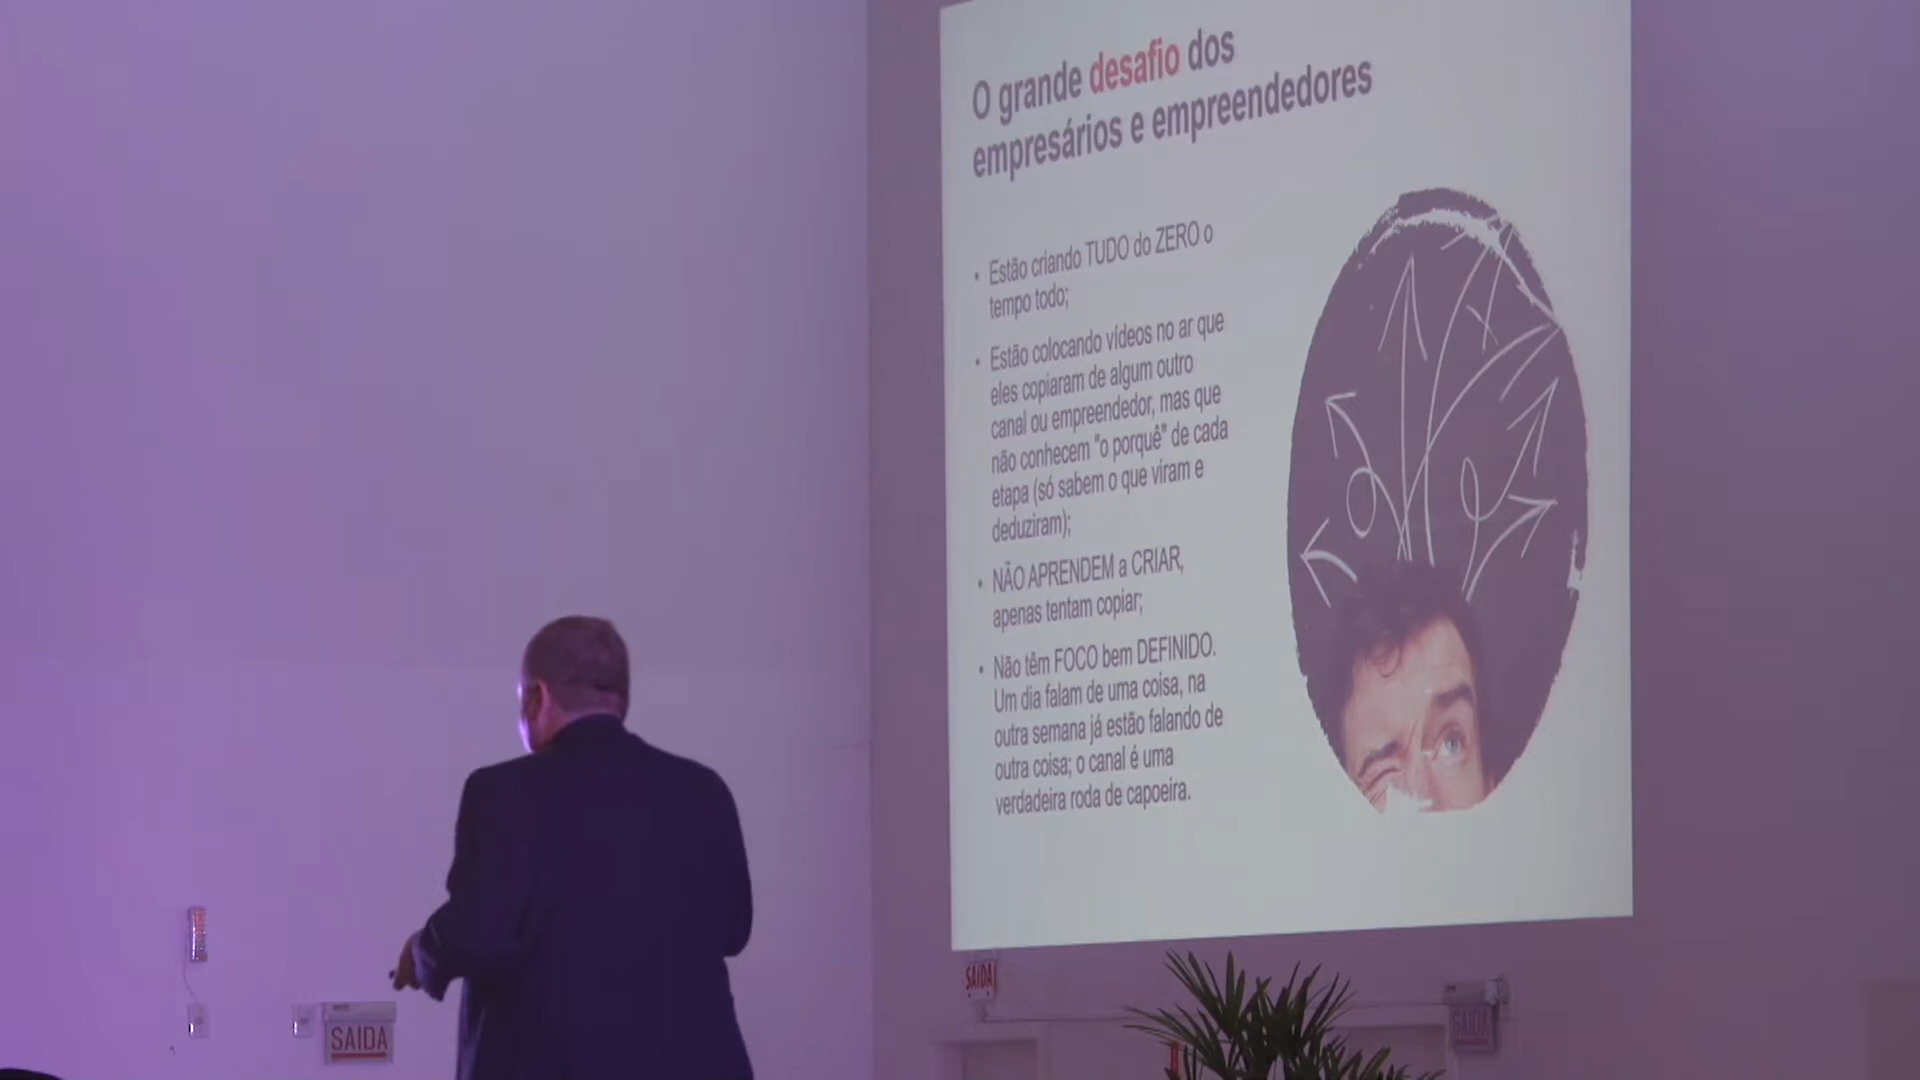 O grande desafio dos
empresários e empreendedores
• Estão criando TUDO do ZERO o
tempo todo;
• Estão colocando vídeos no ar que
eles copiaram de algum outro
canal ou empreendedor, mas que
não conhecem "o porquê" de cada
etapa (só sabem o que viram e
deduziram);
• NÃO APRENDEM a CRIAR,
apenas tentam copiar;
• Não têm FOCO bem DEFINIDO.
Um dia falam de uma coisa, na
outra semana já estão falando de
outra coisa; o canal é uma
verdadeira roda de capoeira.
SAÍDA
SAÍDA
SAÍDA